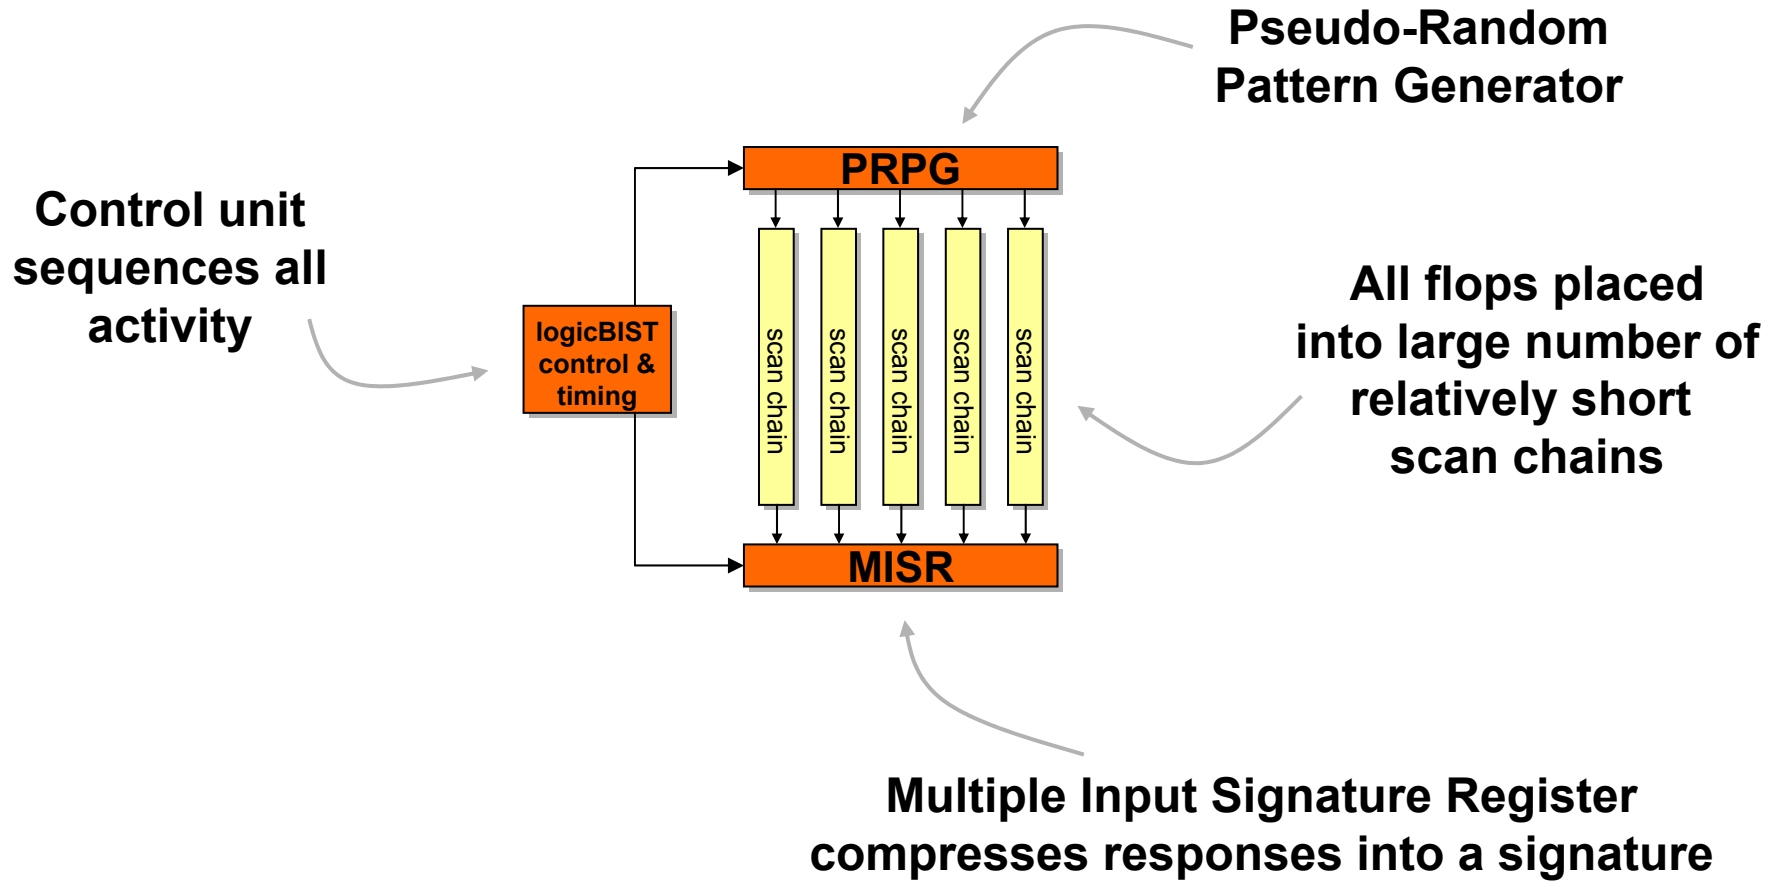 Pseudo-Random
Pattern Generator
PRPG
Control unit
sequences all
activity
logicBIST
control &
timing
scan chain
scan chain
scan chain
scan chain
scan chain
All flops placed
into large number of
relatively short
scan chains
MISR
Multiple Input Signature Register
compresses responses into a signature